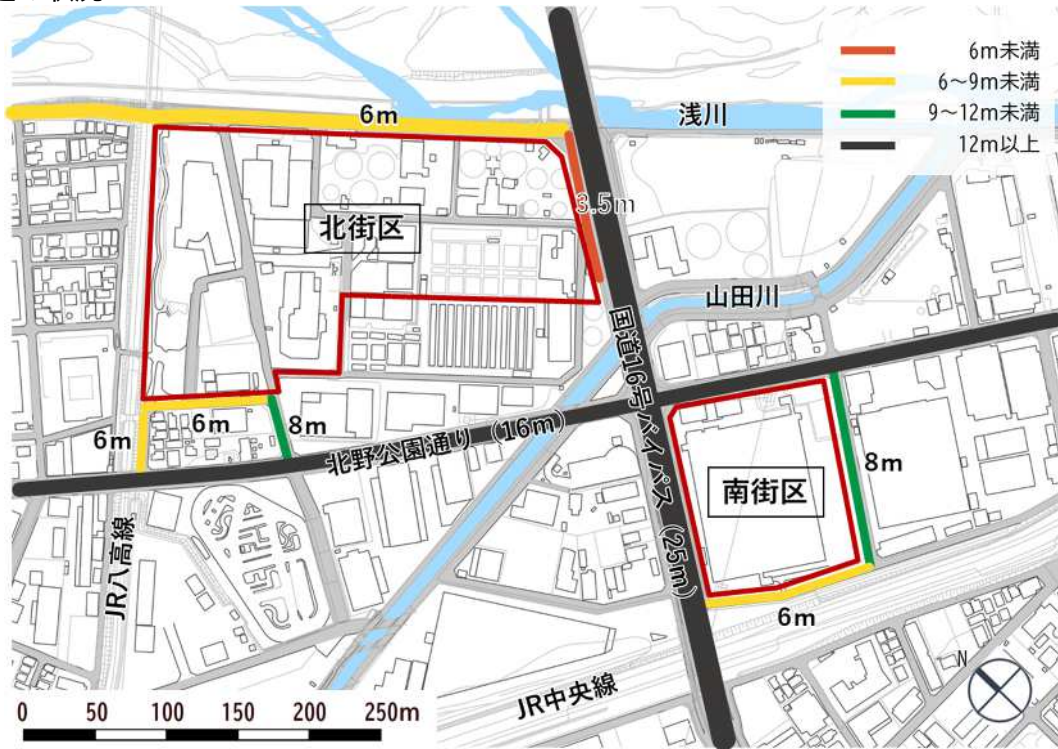 6m未満
6~9m未満
9~12m未満
12m以上
6m
浅川
3.5m
北街区
山田川
国道16号バイパス（25m）
6m
6m
8m
北野公園通り（16m）
8m
南街区
JR八高線
6m
JR中央線
N
0 50 100 150 200 250m